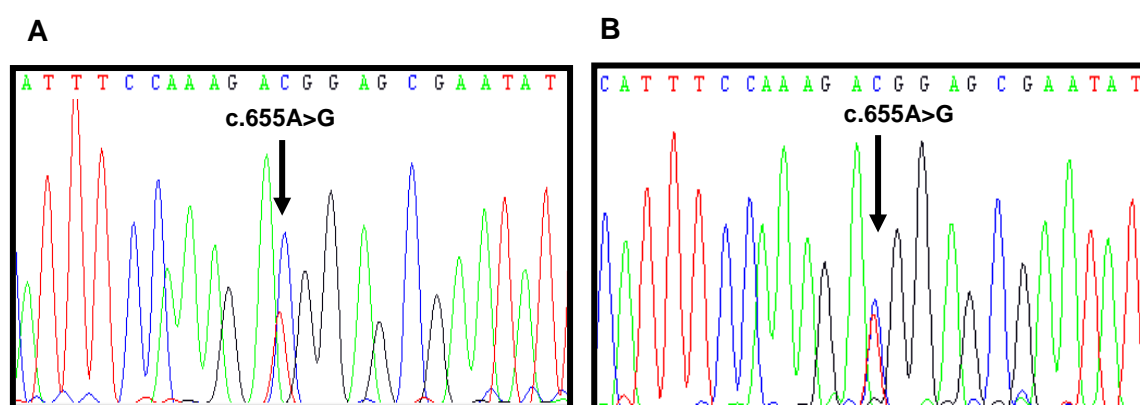 A
B
A T T T C C A A A G A C G G A G C G A A T A T
C A T T T C C A A A G A C G G A G C G A A T A T
c.655A>G
c.655A>G